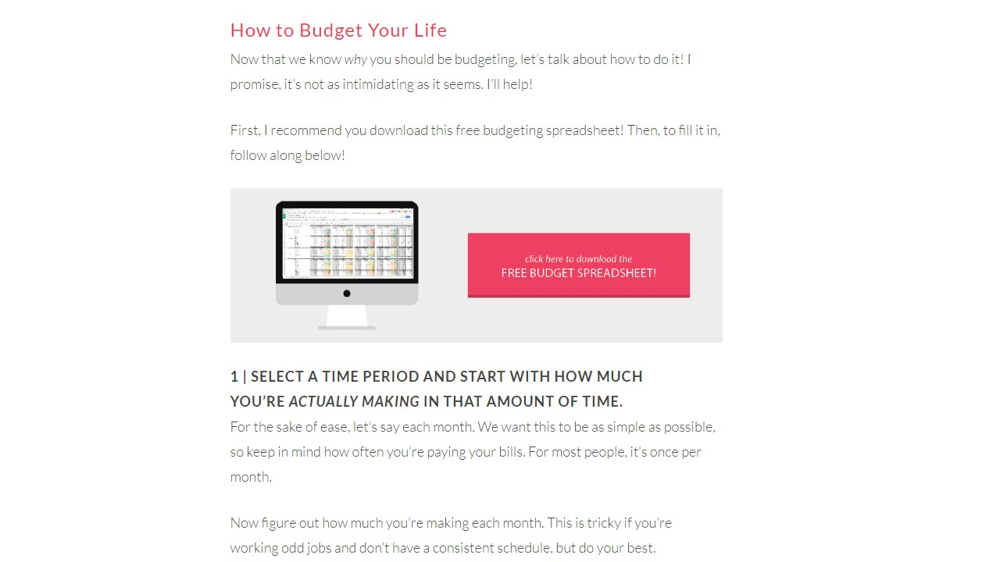 How to Budget Your Life
Now that we know why you should be budgeting, let’s talk about how to do it! I
promise, it’s not as intimidating as it seems. I’ll help!
First, I recommend you download this free budgeting spreadsheet! Then, to fill it in,
follow along below!
click here to download the
FREE BUDGET SPREADSHEET!
1 | SELECT A TIME PERIOD AND START WITH HOW MUCH
YOU’RE ACTUALLY MAKING IN THAT AMOUNT OF TIME.
For the sake of ease, let’s say each month. We want this to be as simple as possible,
so keep in mind how often you’re paying your bills. For most people, it’s once per
month.
Now figure out how much you’re making each month. This is tricky if you’re
working odd jobs and don’t have a consistent schedule, but do your best.